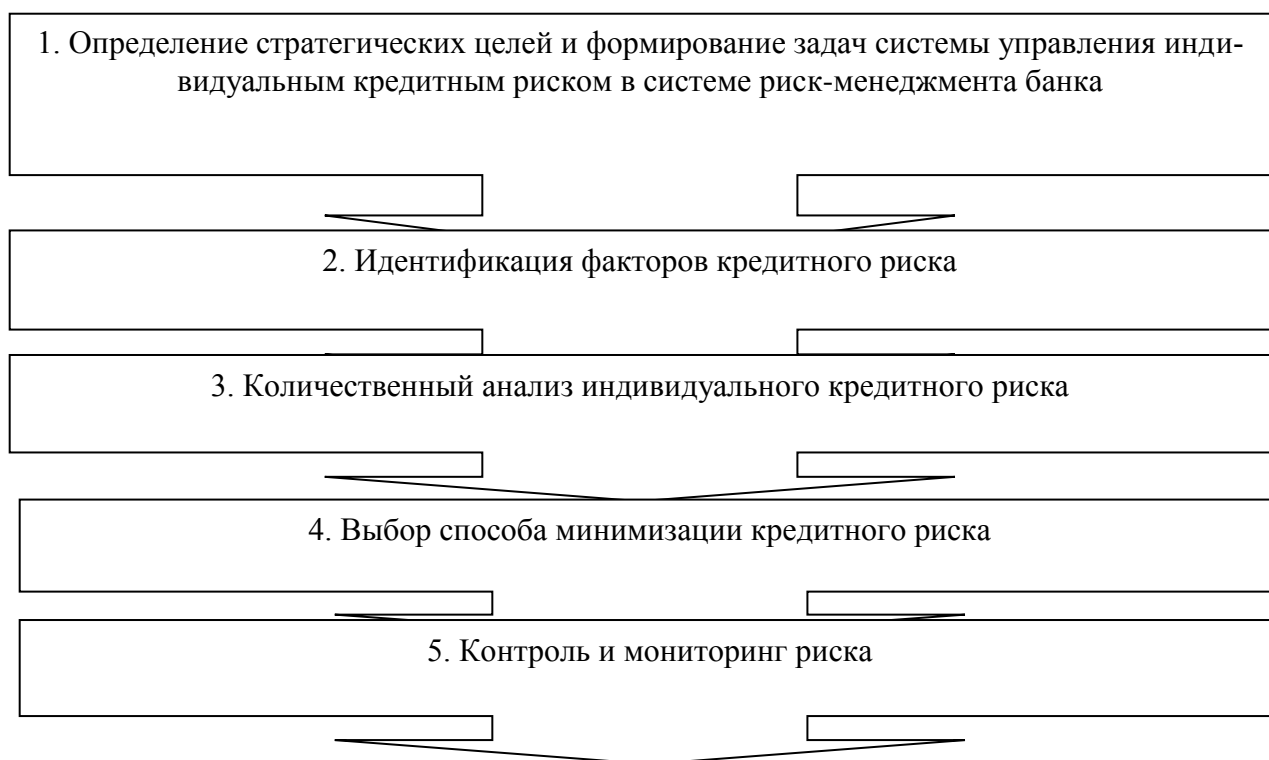 1. Определение стратегических целей и формирование задач системы управления инди-
видуальным кредитным риском в системе риск-менеджмента банка
2. Идентификация факторов кредитного риска
3. Количественный анализ индивидуального кредитного риска
4. Выбор способа минимизации кредитного риска
5. Контроль и мониторинг риска